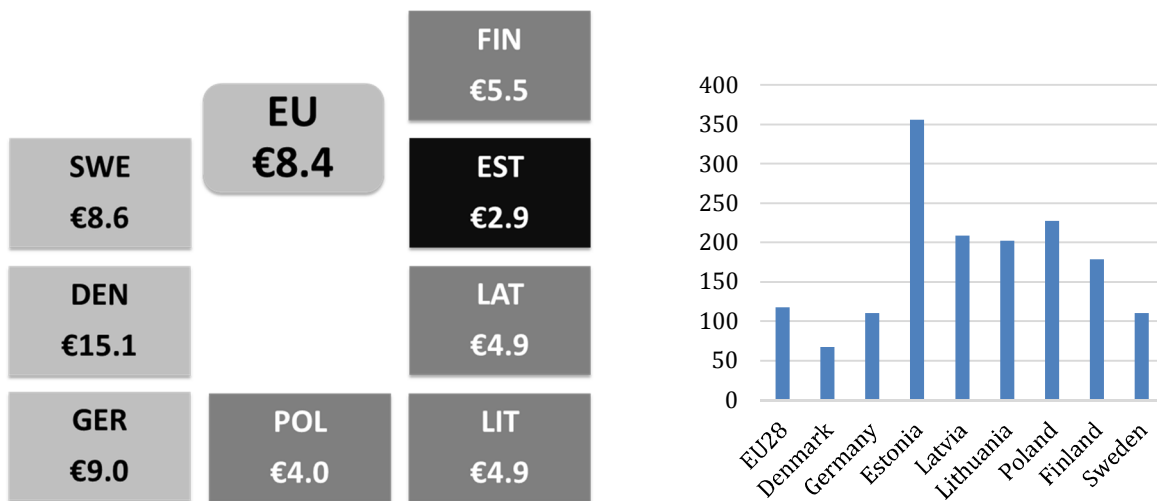 FIN
€5.5
EU
€8.4
SWE
€8.6
EST
€2.9
DEN
€15.1
LAT
€4.9
GER
€9.0
POL
€4.0
LIT
€4.9
400
350
300
250
200
150
100
50
0
EU28
Denmark
Germany
Estonia
Latvia
Lithuania
Poland
Finland
Sweden